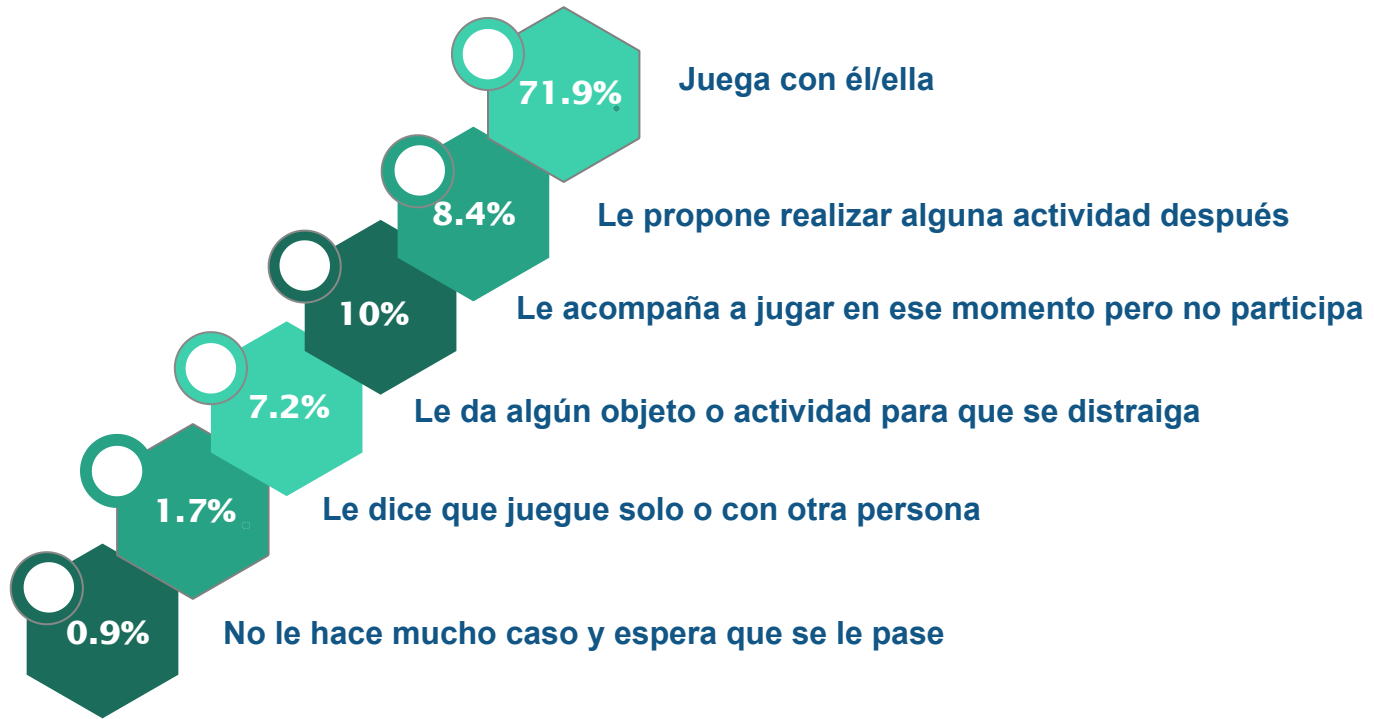 71.9%
Juega con él/ella
8.4%
Le propone realizar alguna actividad después
10%
Le acompaña a jugar en ese momento pero no participa
7.2%
Le da algún objeto o actividad para que se distraiga
1.7%
Le dice que juegue solo o con otra persona
0.9%
No le hace mucho caso y espera que se le pase